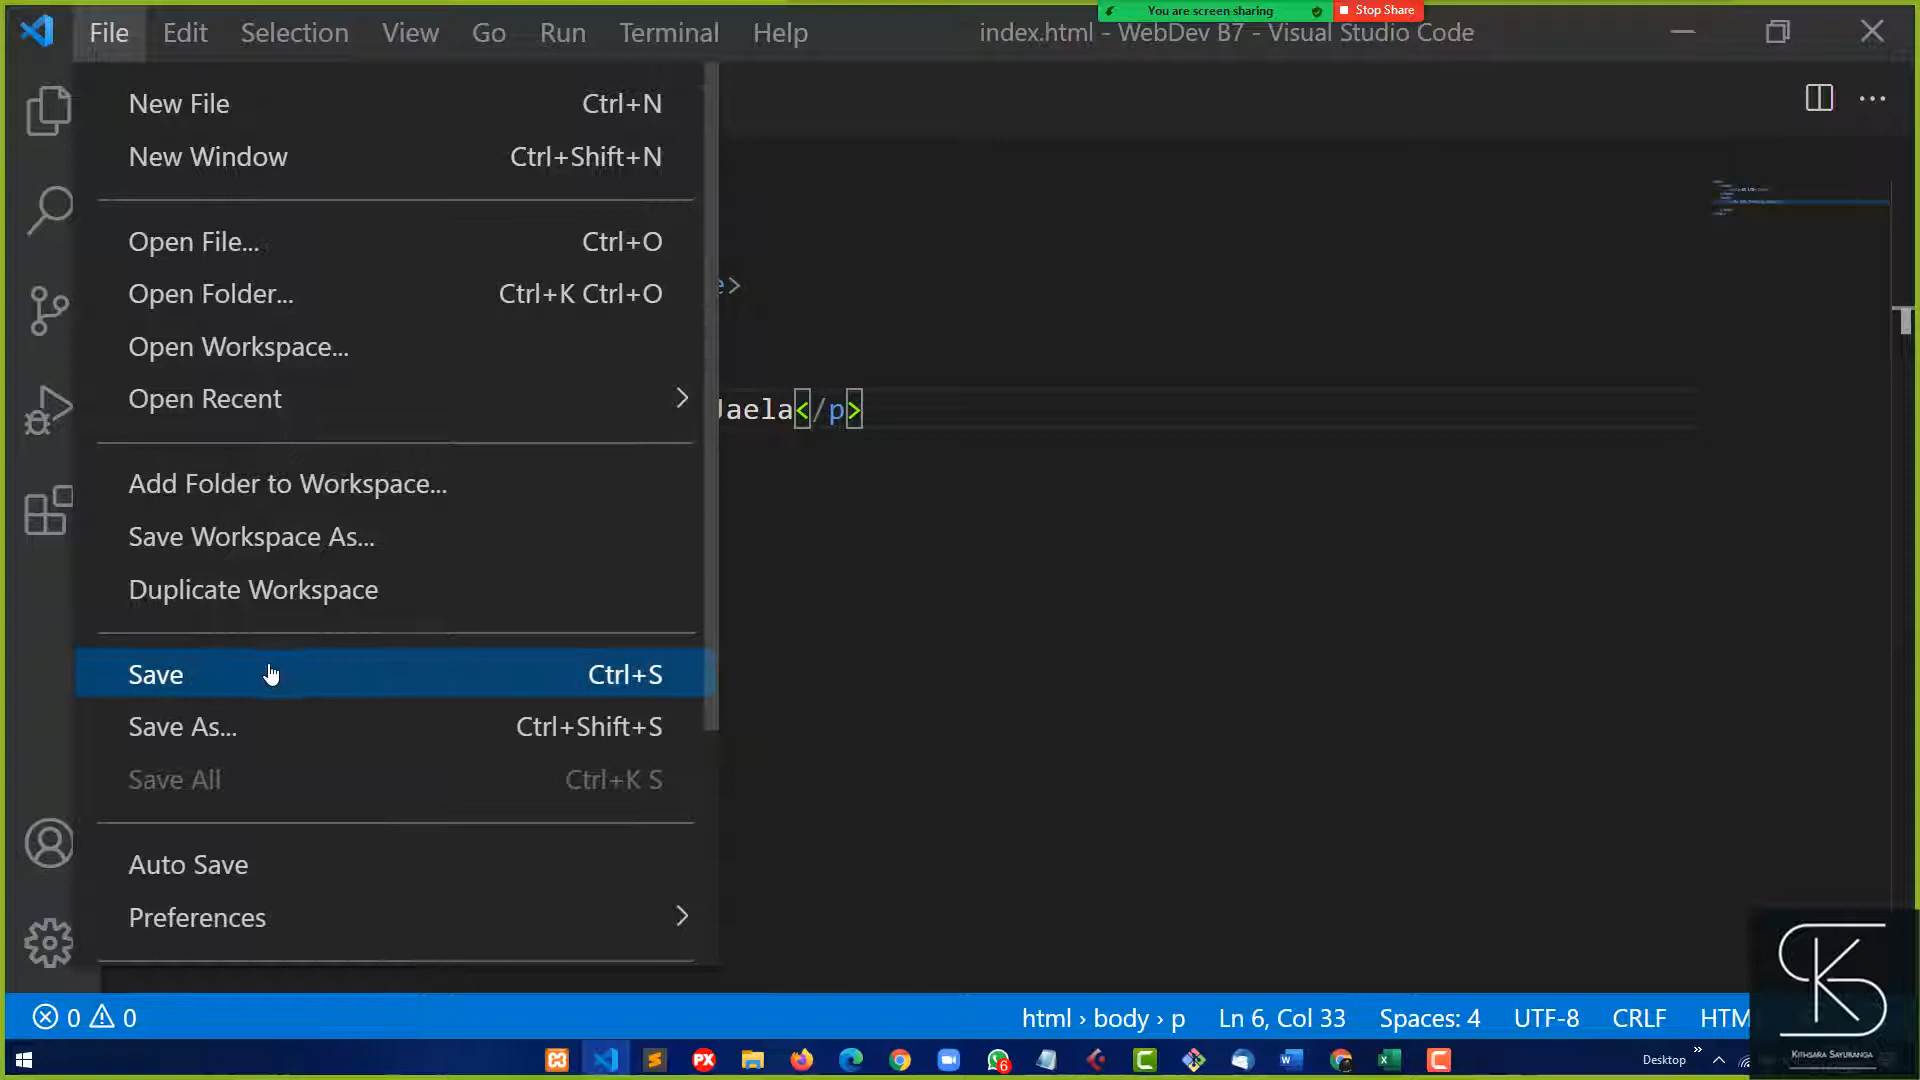 You are screen sharing
Stop Share
File Edit Selection View Go Run Terminal Help
index.html - WebDev B7 - Visual Studio Code
New File Ctrl+N
New Window Ctrl+Shift+N
Open File... Ctrl+O
e>
Open Folder... Ctrl+K Ctrl+O
Open Workspace...
Open Recent
Jaela</p>
Add Folder to Workspace...
Save Workspace As...
Duplicate Workspace
Save Ctrl+S
Save As... Ctrl+Shift+S
Save All Ctrl+K S
Auto Save
Preferences
0 0
html › body › p Ln 6, Col 33 Spaces: 4 UTF-8 CRLF HTM
6
Desktop
Kithsara Sayuranga